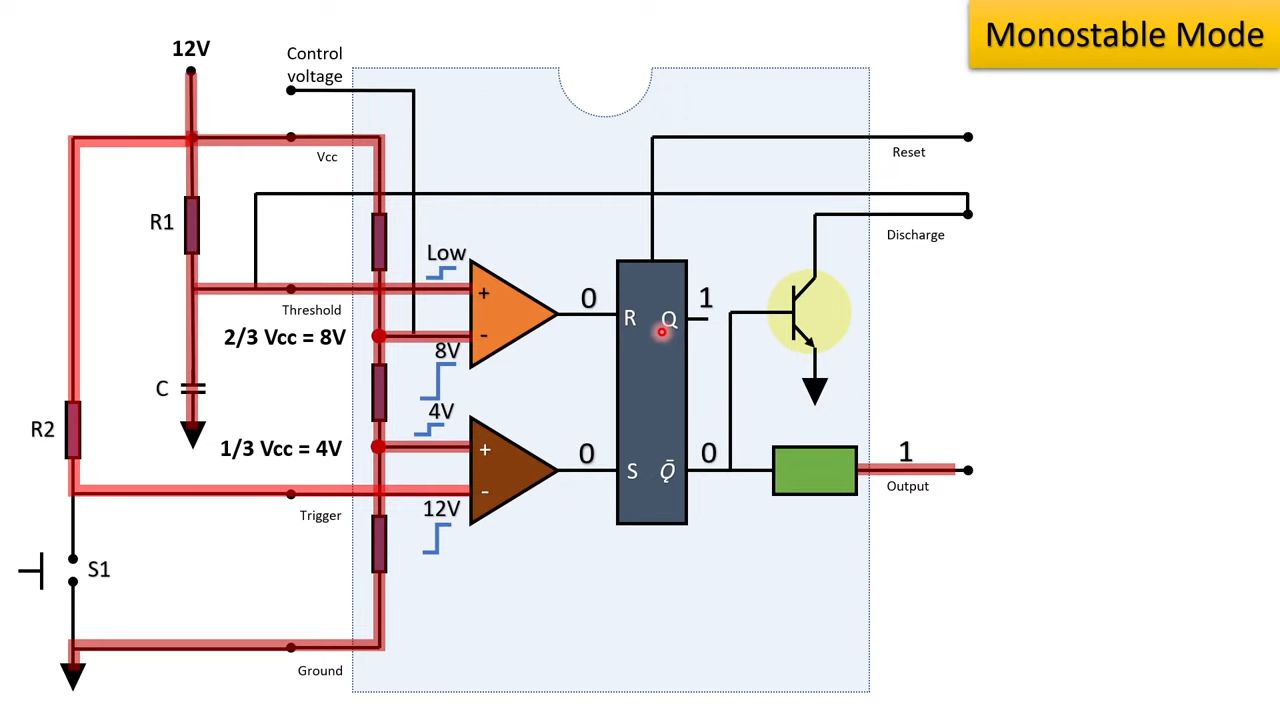 Monostable Mode
12V
Control
voltage
Vcc
Reset
R1
Discharge
Low
+
0
1
Threshold
R Q
2/3 Vcc = 8V
-
8V
C
4V
R2
1/3 Vcc = 4V
+
0
S Q̄
0
1
-
Output
12V
Trigger
S1
Ground